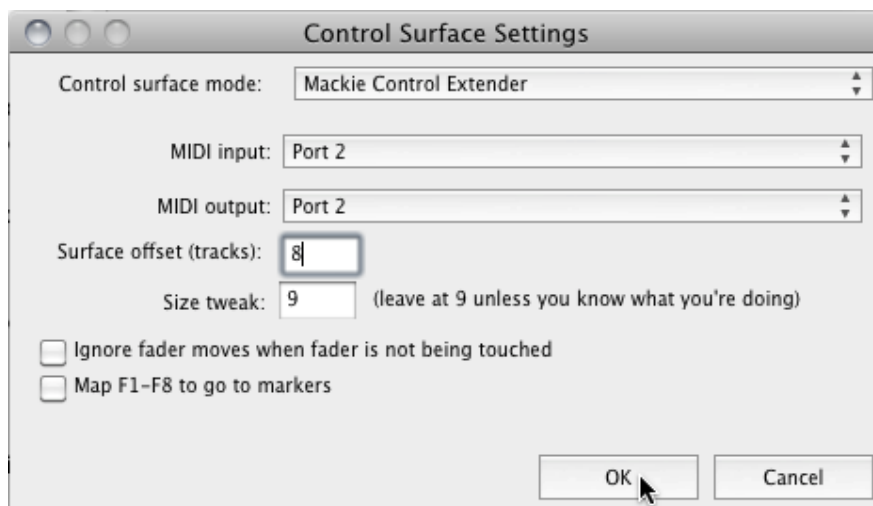 Control Surface Settings
Control surface mode: Mackie Control Extender
MIDI input: Port 2
MIDI output: Port 2
Surface offset (tracks): 8
Size tweak: 9 (leave at 9 unless you know what you're doing)
Ignore fader moves when fader is not being touched
Map F1-F8 to go to markers
OK Cancel